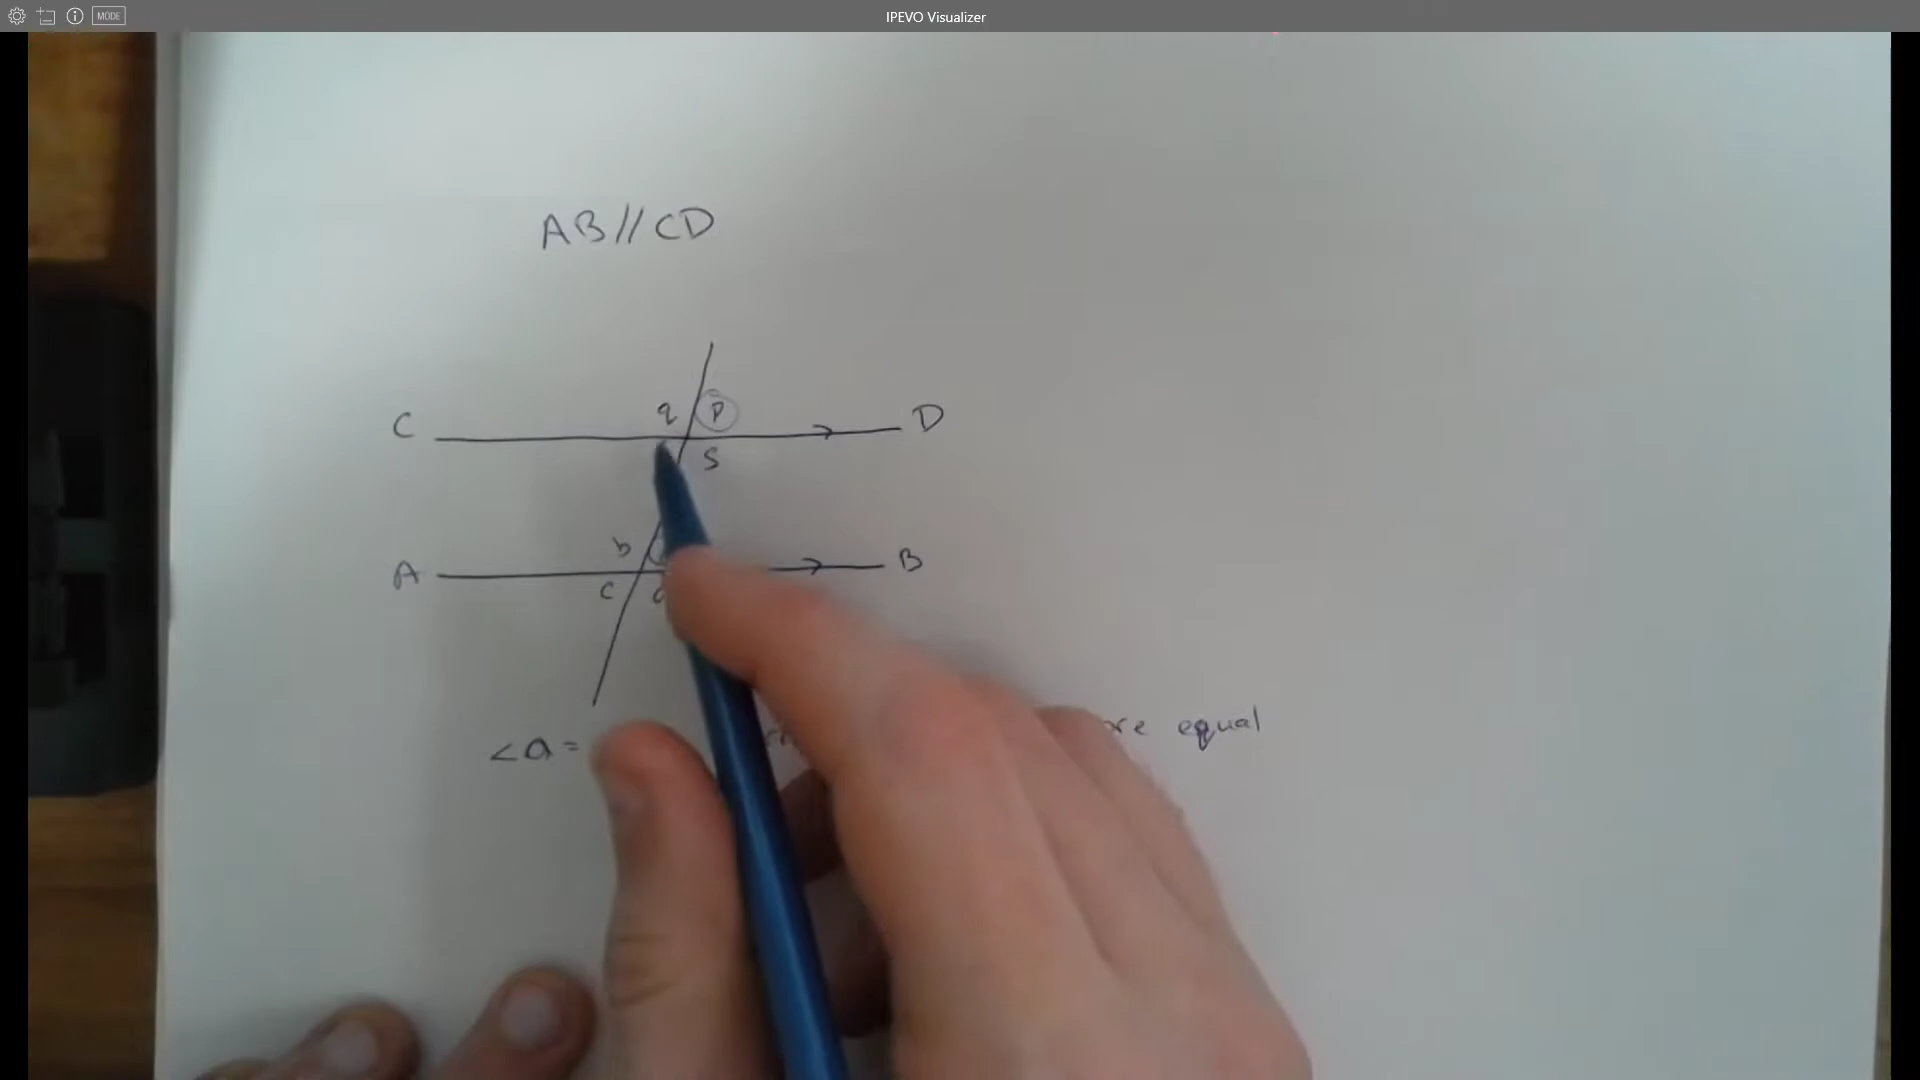 MODE
IPEVO Visualizer
AB//CD
q P
C D
S
b
A B
c
<a=
equal